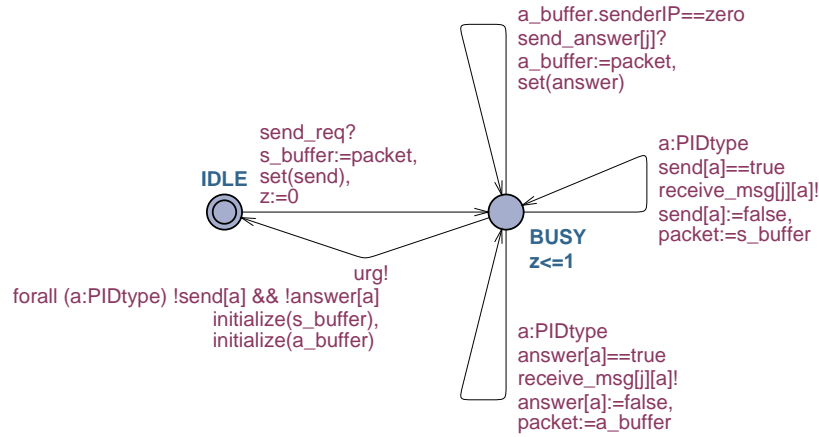 a_buffer.senderIP==zero
send_answer[j]?
a_buffer:=packet,
set(answer)
send_req?
s_buffer:=packet,
set(send),
z:=0
IDLE
a:PIDtype
send[a]==true
receive_msg[j][a]!
send[a]:=false,
packet:=s_buffer
BUSY
z<=1
urg!
forall (a:PIDtype) !send[a] && !answer[a]
initialize(s_buffer),
initialize(a_buffer)
a:PIDtype
answer[a]==true
receive_msg[j][a]!
answer[a]:=false,
packet:=a_buffer